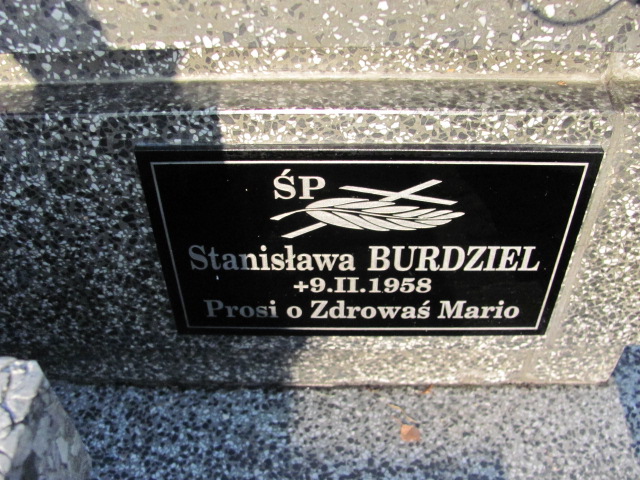 ŚP
Stanisława BURDZIEL
+9.II.1958
Prosi o Zdrowaś Mario